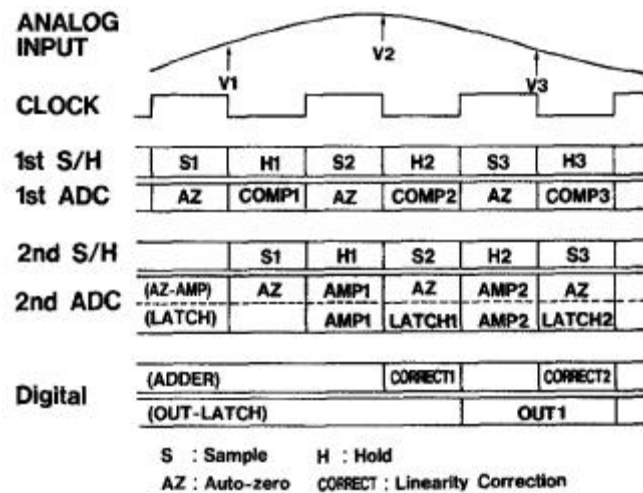 ANALOG
INPUT
V1
V2
V3
CLOCK
1st S/H S1 H1 S2 H2 S3 H3
1st ADC AZ COMP1 AZ COMP2 AZ COMP3
2nd S/H S1 H1 S2 H2 S3
2nd ADC (AZ-AMP) AZ AMP1 AZ AMP2 AZ
(LATCH) AMP1 LATCH1 AMP2 LATCH2
Digital (ADDER) CORRECT1 CORRECT2
(OUT-LATCH) OUT1
S : Sample H : Hold
AZ : Auto-zero CORRECT : Linearity Correction